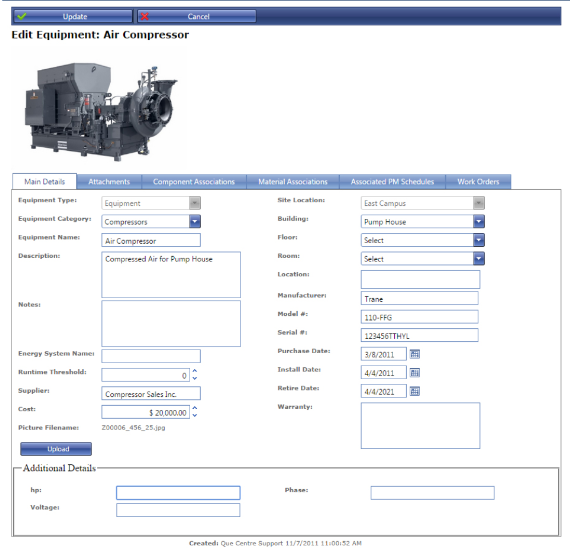 Update Cancel
Edit Equipment: Air Compressor
Main Details Attachments Component Associations Material Associations Associated PM Schedules Work Orders
Equipment Type: Equipment Site Location: East Campus
Equipment Category: Compressors Building: Pump House
Equipment Name: Air Compressor Floor: Select
Description: Compressed Air for Pump House Room: Select
Location:
Manufacturer: Trane
Notes:
Model #: 110-FFG
Serial #: 123456TTHYL
Energy System Name: Purchase Date: 3/8/2011
Runtime Threshold: 0 Install Date: 4/4/2011
Supplier: Compressor Sales Inc. Retire Date: 4/4/2021
Cost: $ 20,000.00 Warranty:
Picture Filename: Z00006_456_25.jpg
Upload
Additional Details
hp: Phase:
Voltage:
Created: Que Centre Support 11/7/2011 11:00:52 AM